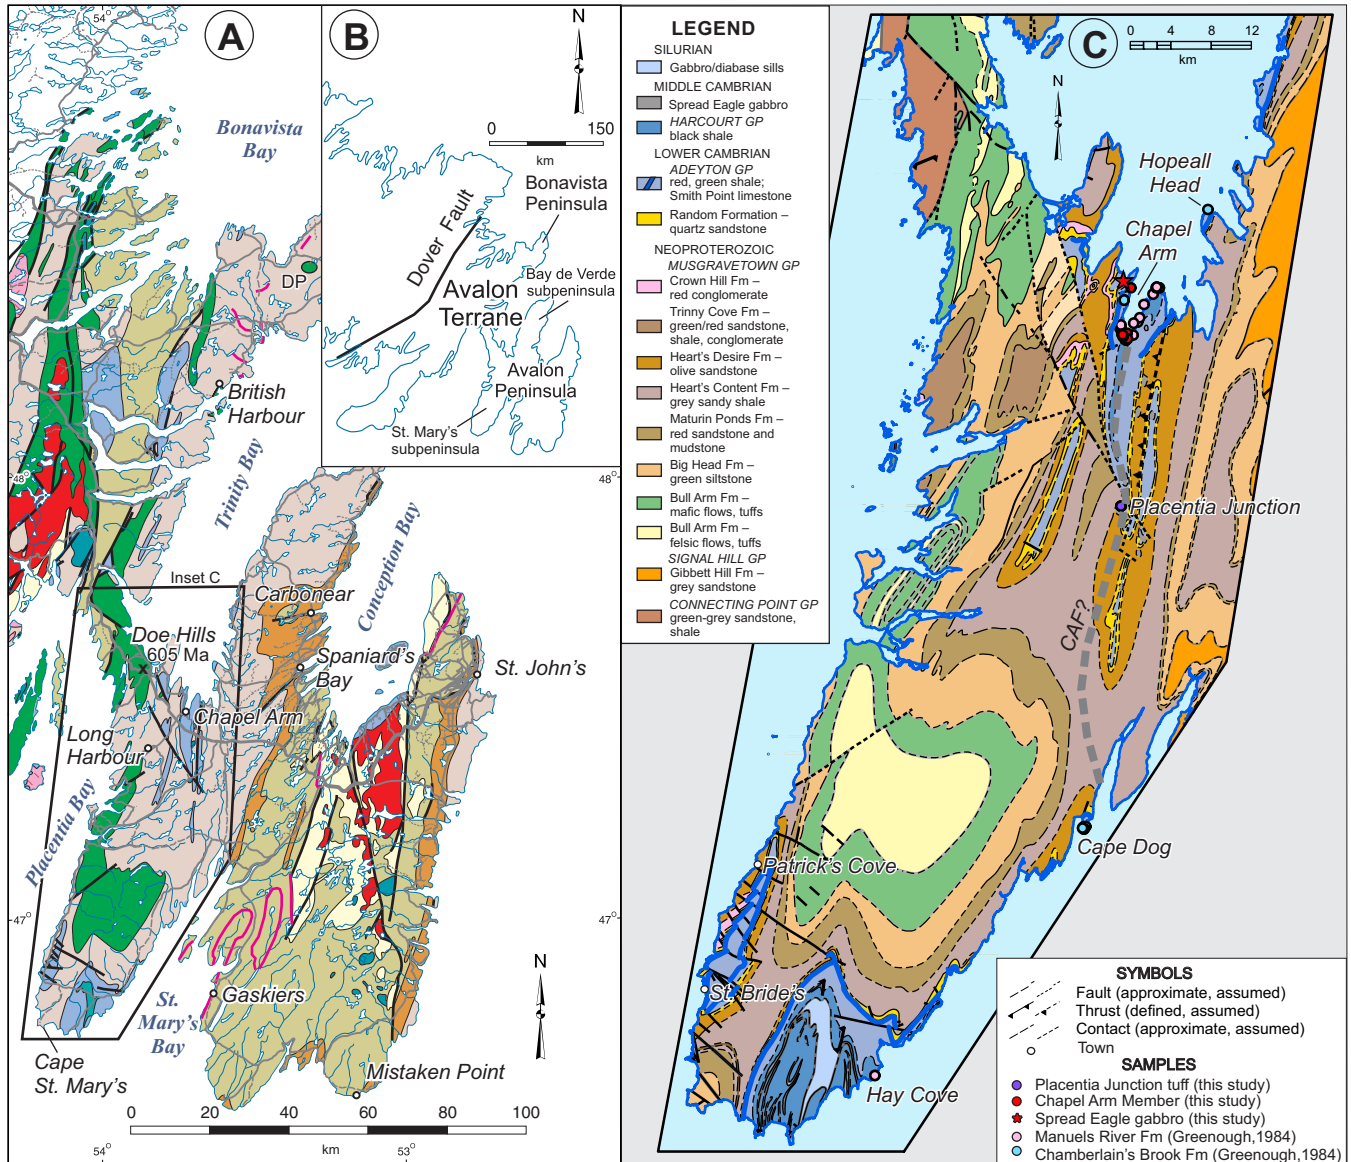 A
54°
Bonavista
Bay
DP
British
Harbour
Trinity Bay
48°
Inset C
Conception Bay
Carbonear
Doe Hills
605 Ma
x
Spaniard's
Bay
St. John's
Chapel Arm
Long
Harbour
Placentia Bay
47°
Gaskiers
St.
Mary's
Bay
N
Cape
St. Mary's
Mistaken Point
0 20 40 60 80 100
km
54°
53°
B
N
0 150
km
Bonavista
Peninsula
Dover Fault
Bay de Verde
subpeninsula
Avalon
Terrane
Avalon
Peninsula
St. Mary's
subpeninsula
48°
47°
LEGEND
SILURIAN
Gabbro/diabase sills
MIDDLE CAMBRIAN
Spread Eagle gabbro
HARCOURT GP
black shale
LOWER CAMBRIAN
ADEYTON GP
red, green shale;
Smith Point limestone
Random Formation –
quartz sandstone
NEOPROTEROZOIC
MUSGRAVETOWN GP
Crown Hill Fm –
red conglomerate
Trinny Cove Fm –
green/red sandstone,
shale, conglomerate
Heart's Desire Fm –
olive sandstone
Heart's Content Fm –
grey sandy shale
Maturin Ponds Fm –
red sandstone and
mudstone
Big Head Fm –
green siltstone
Bull Arm Fm –
mafic flows, tuffs
Bull Arm Fm –
felsic flows, tuffs
SIGNAL HILL GP
Gibbett Hill Fm –
grey sandstone
CONNECTING POINT GP
green-grey sandstone,
shale
C
0 4 8 12
km
N
Hopeall
Head
Chapel
Arm
Placentia Junction
CAF?
Cape Dog
Patrick's Cove
St. Bride's
Hay Cove
SYMBOLS
Fault (approximate, assumed)
Thrust (defined, assumed)
Contact (approximate, assumed)
Town
SAMPLES
Placentia Junction tuff (this study)
Chapel Arm Member (this study)
Spread Eagle gabbro (this study)
Manuels River Fm (Greenough,1984)
Chamberlain's Brook Fm (Greenough,1984)